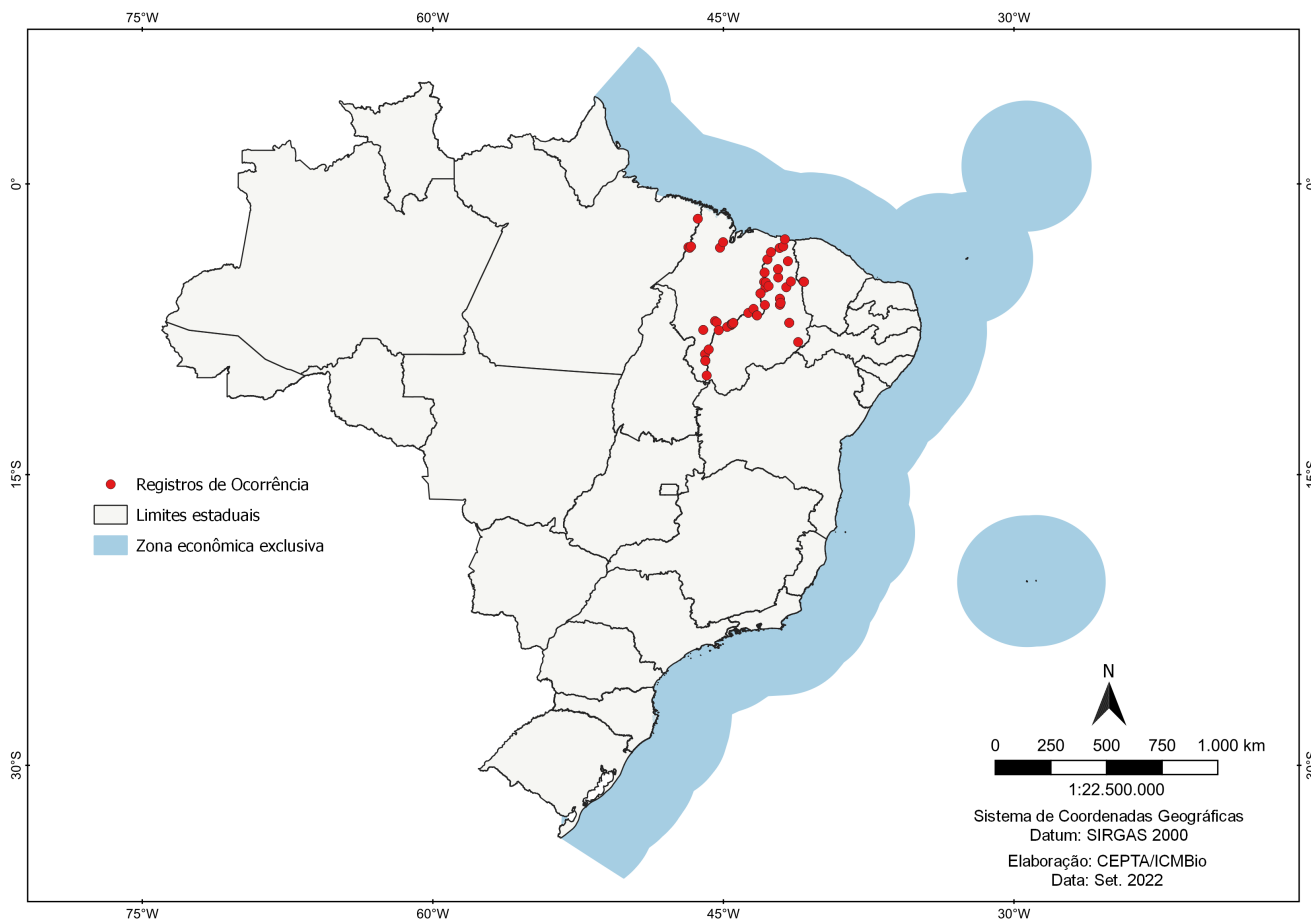 75°W
60°W
45°W
30°W
0°
0°
15°S
15°S
Registros de Ocorrência
Limites estaduais
Zona econômica exclusiva
N
0 250 500 750 1.000 km
30°S
30°S
1:22.500.000
Sistema de Coordenadas Geográficas
Datum: SIRGAS 2000
Elaboração: CEPTA/ICMBio
Data: Set. 2022
75°W
60°W
45°W
30°W